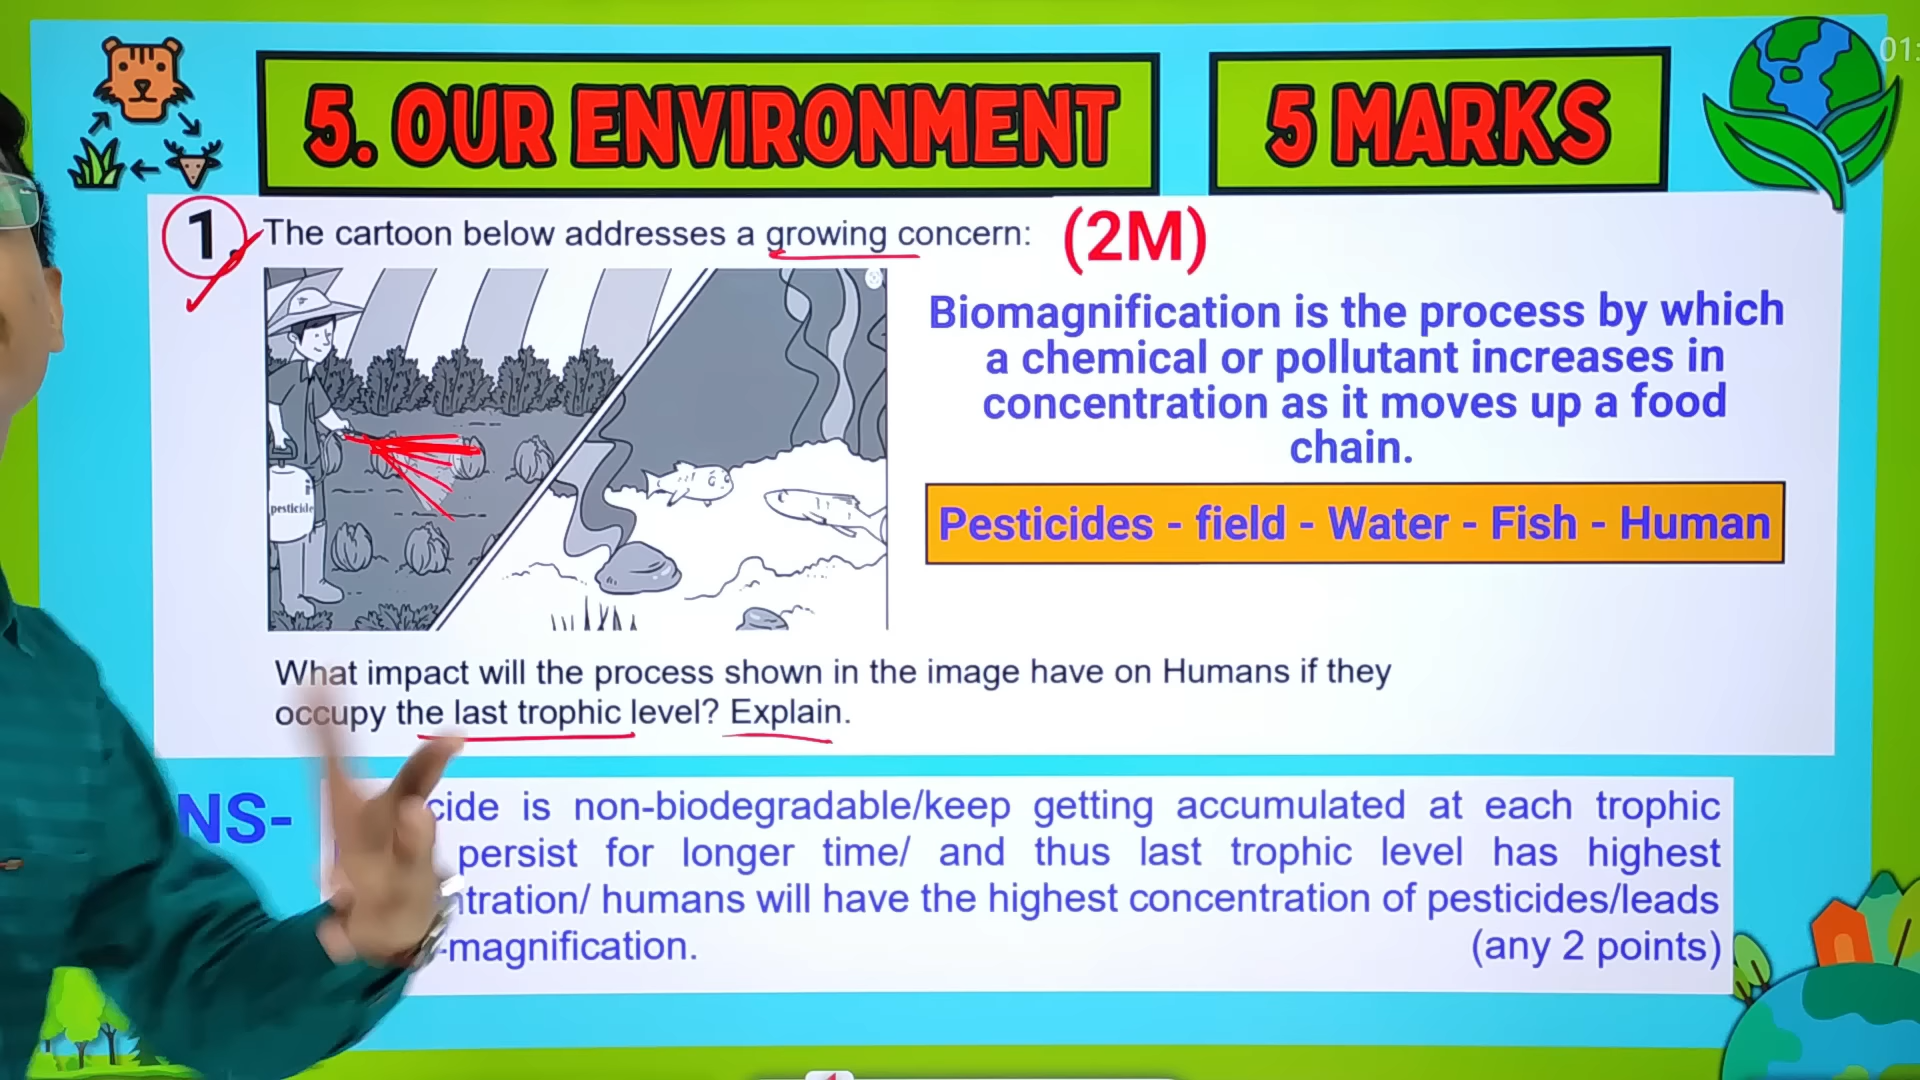 01:
5. OUR ENVIRONMENT
5 MARKS
1. The cartoon below addresses a growing concern: (2M)
Biomagnification is the process by which
a chemical or pollutant increases in
concentration as it moves up a food
chain.
pesticide
Pesticides - field - Water - Fish - Human
What impact will the process shown in the image have on Humans if they
occupy the last trophic level? Explain.
NS-
cide is non-biodegradable/keep getting accumulated at each trophic
persist for longer time/ and thus last trophic level has highest
ntration/ humans will have the highest concentration of pesticides/leads
-magnification. (any 2 points)